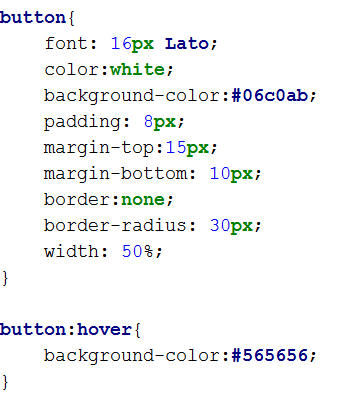 button{
    font: 16px Lato;
    color:white;
    background-color:#06c0ab;
    padding: 8px;
    margin-top:15px;
    margin-bottom: 10px;
    border:none;
    border-radius: 30px;
    width: 50%;
}

button:hover{
    background-color:#565656;
}